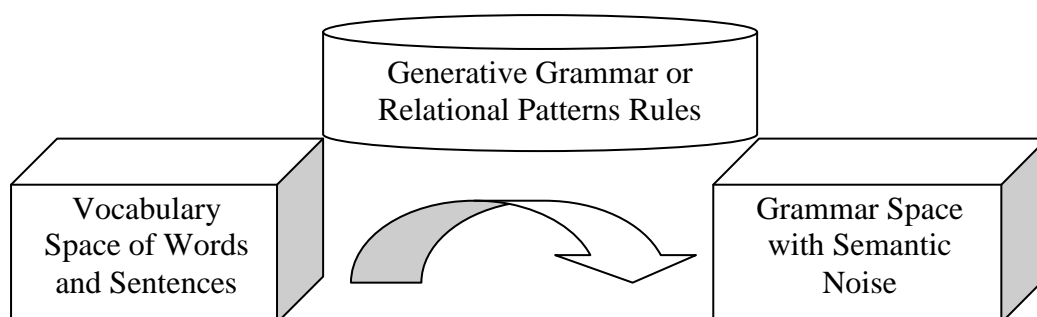 Generative Grammar or
Relational Patterns Rules
Vocabulary
Space of Words
and Sentences
Grammar Space
with Semantic
Noise